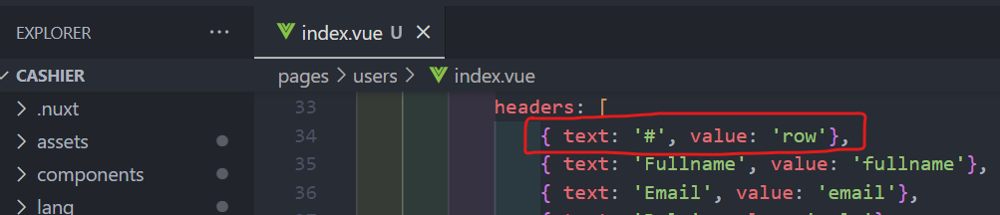 EXPLORER ... index.vue U ×
CASHIER pages > users > index.vue
> .nuxt
> assets
> components
> lang
33 headers: [
34 { text: '#', value: 'row'},
35 { text: 'Fullname', value: 'fullname'},
36 { text: 'Email', value: 'email'},